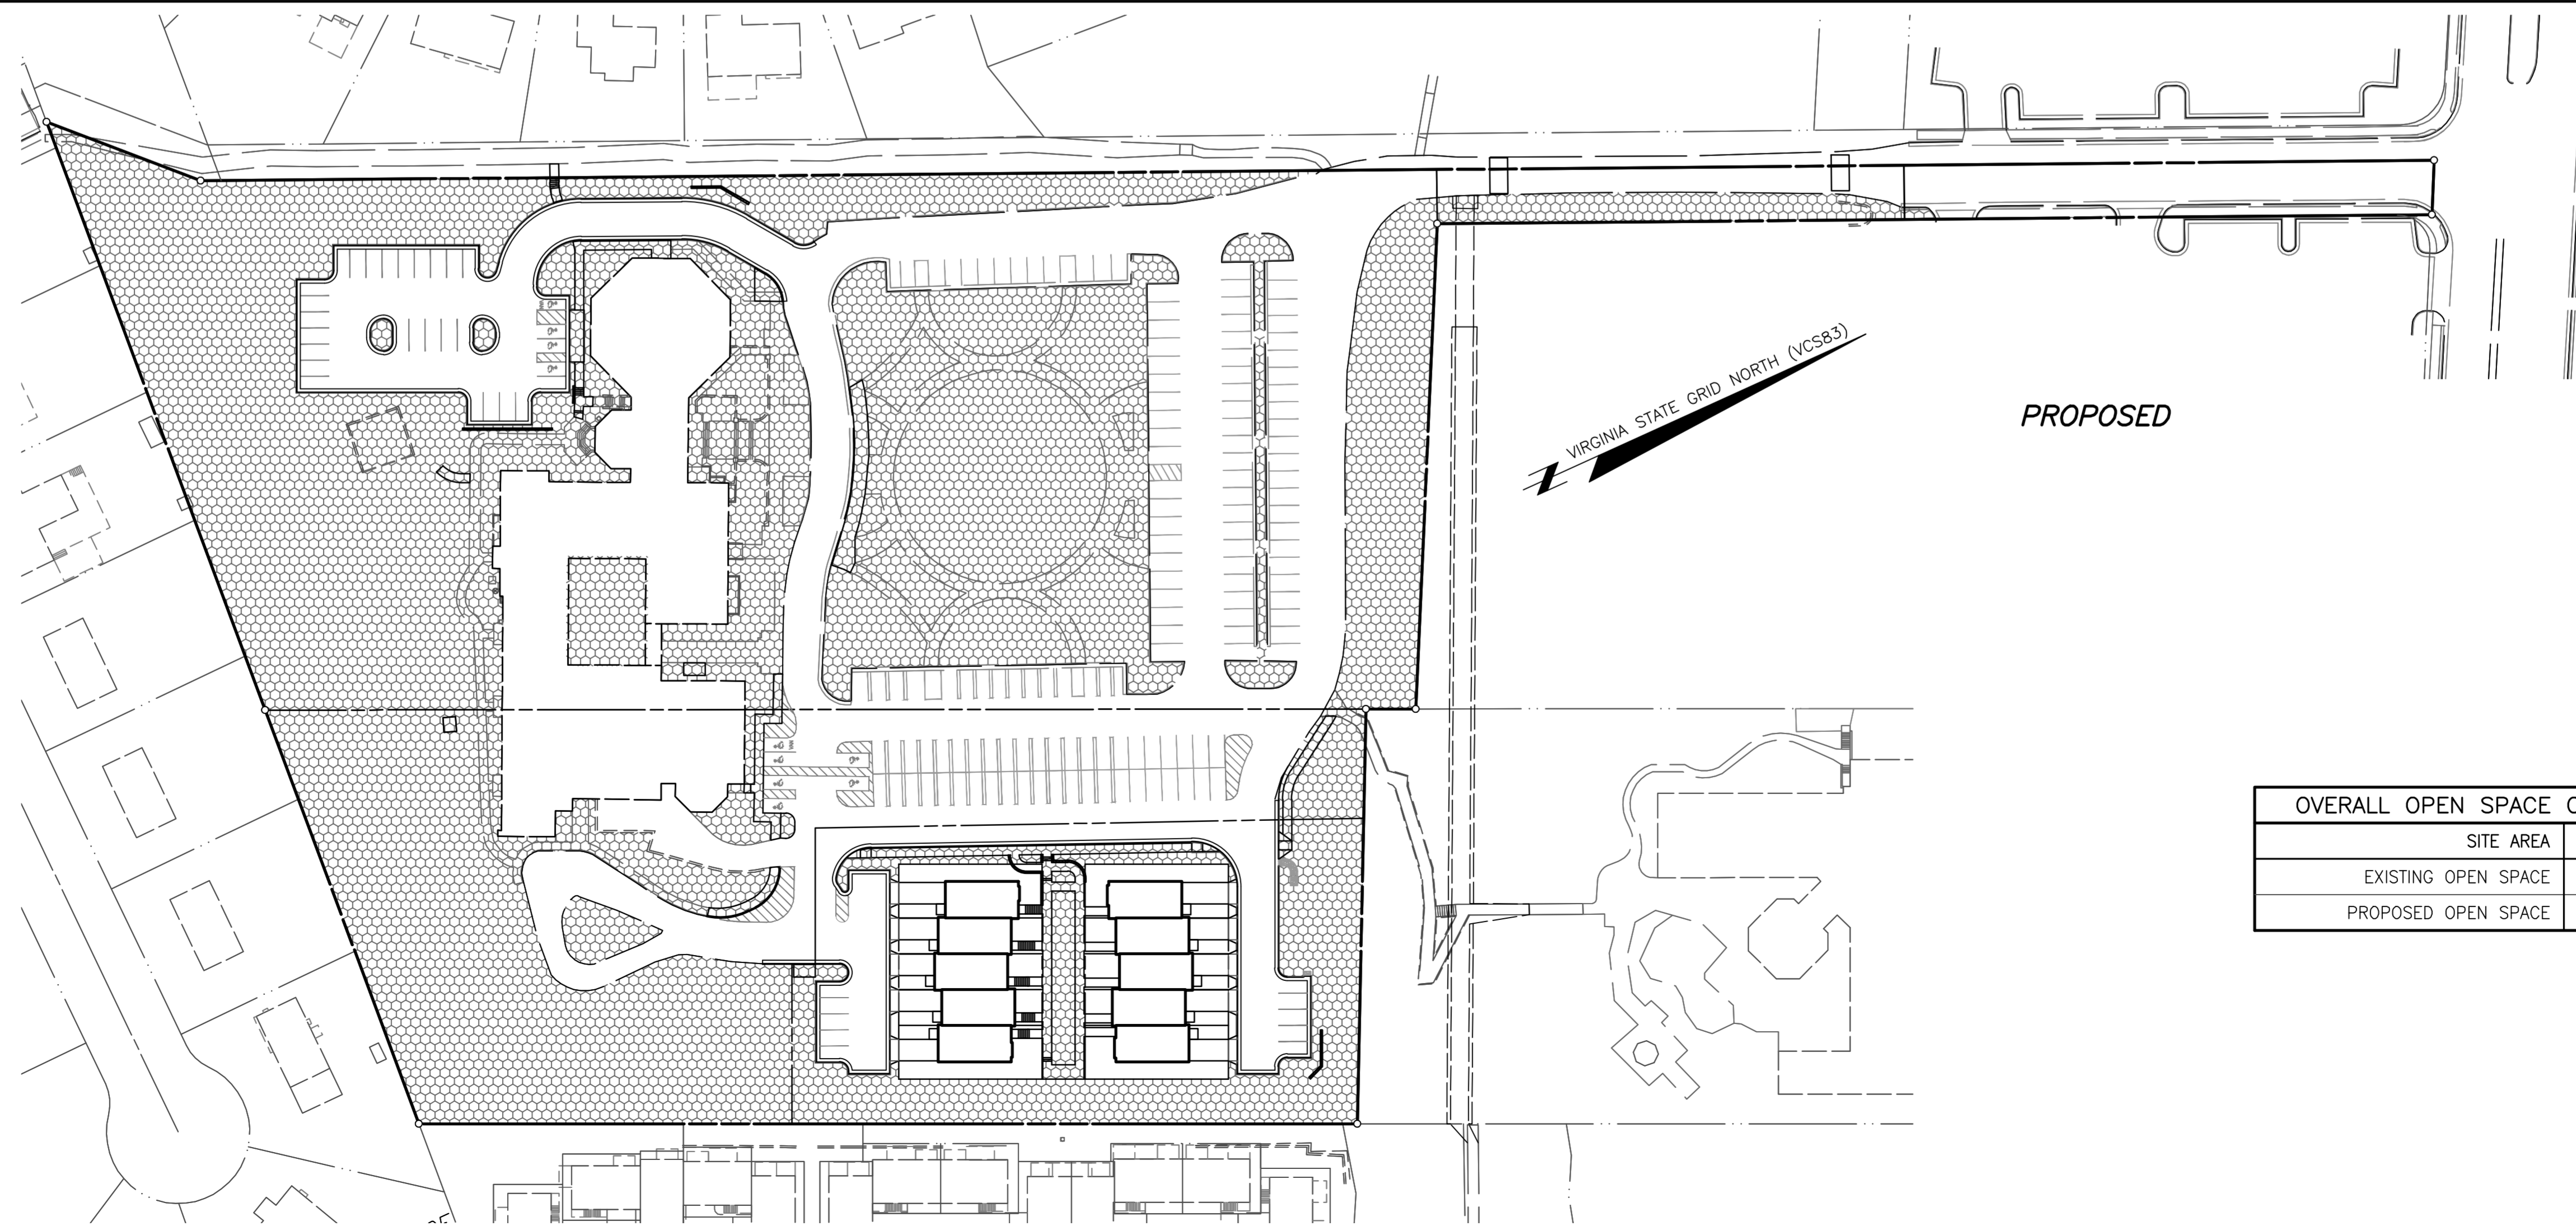 VIRGINIA STATE GRID NORTH (VCS83)
PROPOSED
OVERALL OPEN SPACE
SITE AREA
EXISTING OPEN SPACE
PROPOSED OPEN SPACE